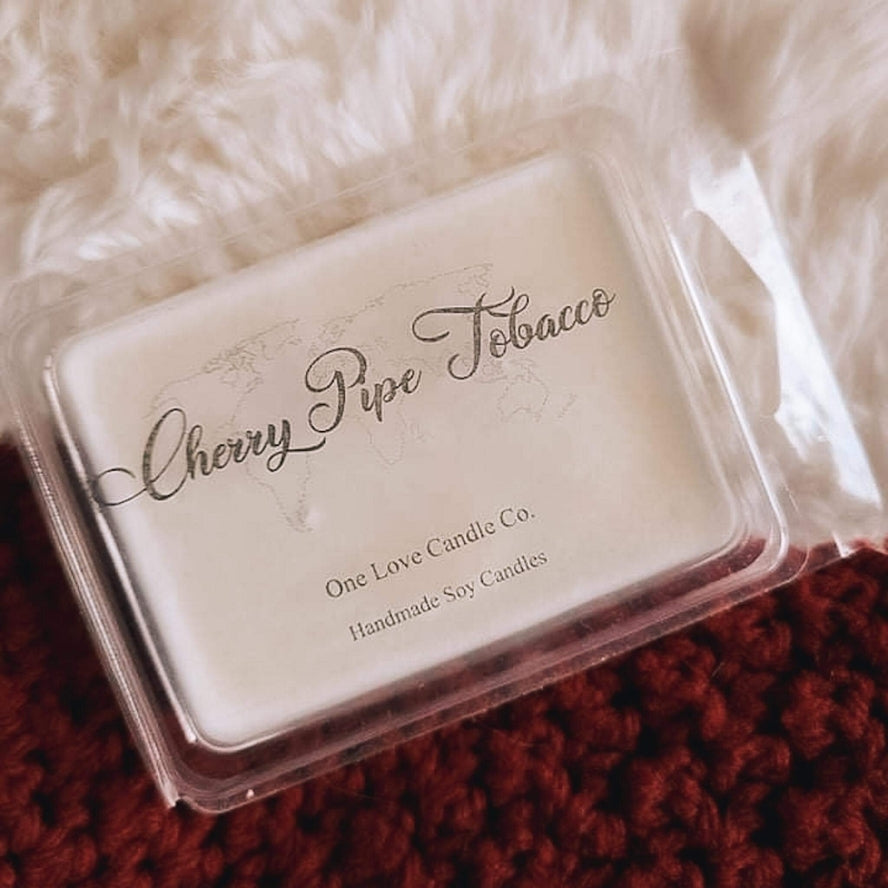 Cherry Pipe Tobacco
One Love Candle Co.
Handmade Soy Candles